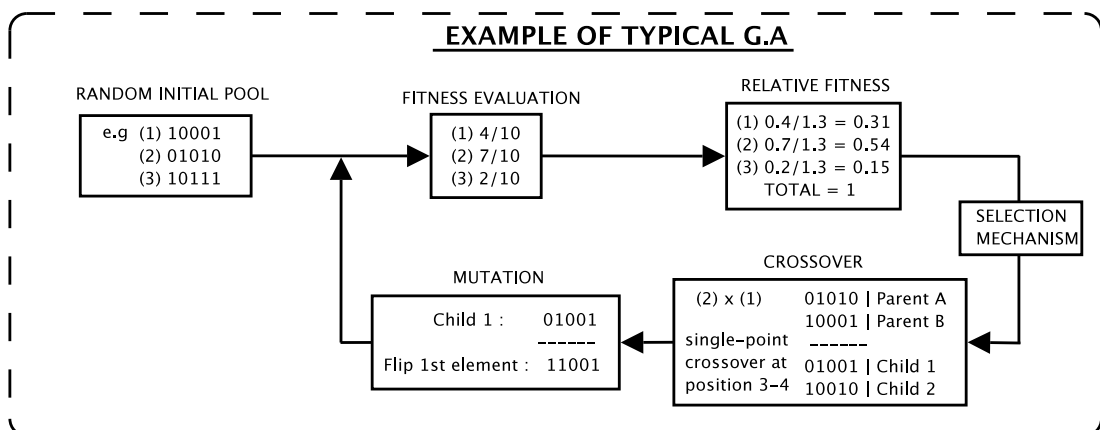 EXAMPLE OF TYPICAL G.A
RANDOM INITIAL POOL
e.g (1) 10001
(2) 01010
(3) 10111
FITNESS EVALUATION
(1) 4/10
(2) 7/10
(3) 2/10
RELATIVE FITNESS
(1) 0.4/1.3 = 0.31
(2) 0.7/1.3 = 0.54
(3) 0.2/1.3 = 0.15
TOTAL = 1
SELECTION
MECHANISM
CROSSOVER
(2) x (1) 01010 | Parent A
10001 | Parent B
single-point ------
crossover at 01001 | Child 1
position 3-4 10010 | Child 2
MUTATION
Child 1 : 01001
------
Flip 1st element : 11001